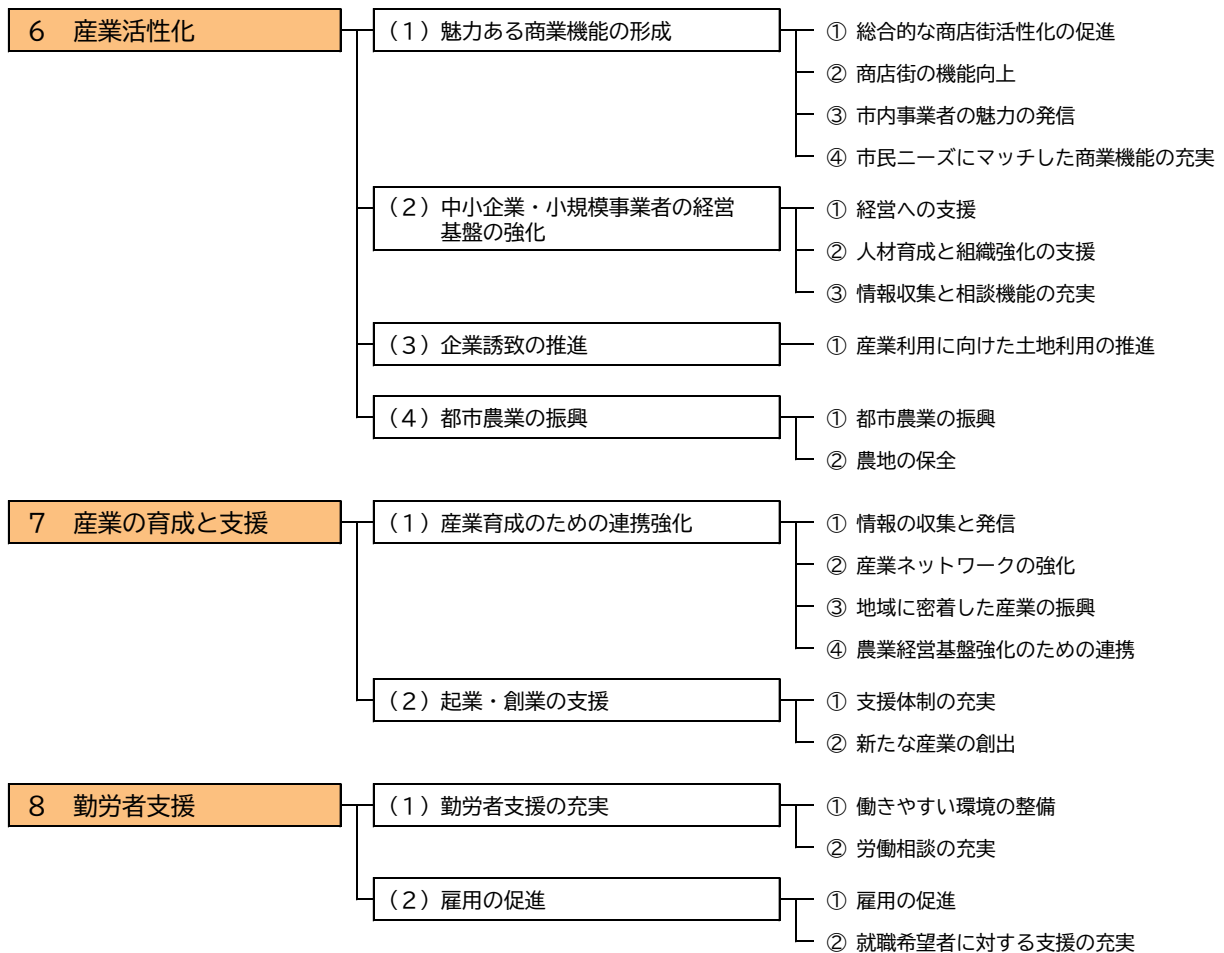 6 産業活性化
(1)魅力ある商業機能の形成
① 総合的な商店街活性化の促進
② 商店街の機能向上
③ 市内事業者の魅力の発信
④ 市民ニーズにマッチした商業機能の充実
(2)中小企業・小規模事業者の経営
基盤の強化
① 経営への支援
② 人材育成と組織強化の支援
③ 情報収集と相談機能の充実
(3)企業誘致の推進
① 産業利用に向けた土地利用の推進
(4)都市農業の振興
① 都市農業の振興
② 農地の保全
7 産業の育成と支援
(1)産業育成のための連携強化
① 情報の収集と発信
② 産業ネットワークの強化
③ 地域に密着した産業の振興
④ 農業経営基盤強化のための連携
(2)起業・創業の支援
① 支援体制の充実
② 新たな産業の創出
8 勤労者支援
(1)勤労者支援の充実
① 働きやすい環境の整備
② 労働相談の充実
(2)雇用の促進
① 雇用の促進
② 就職希望者に対する支援の充実